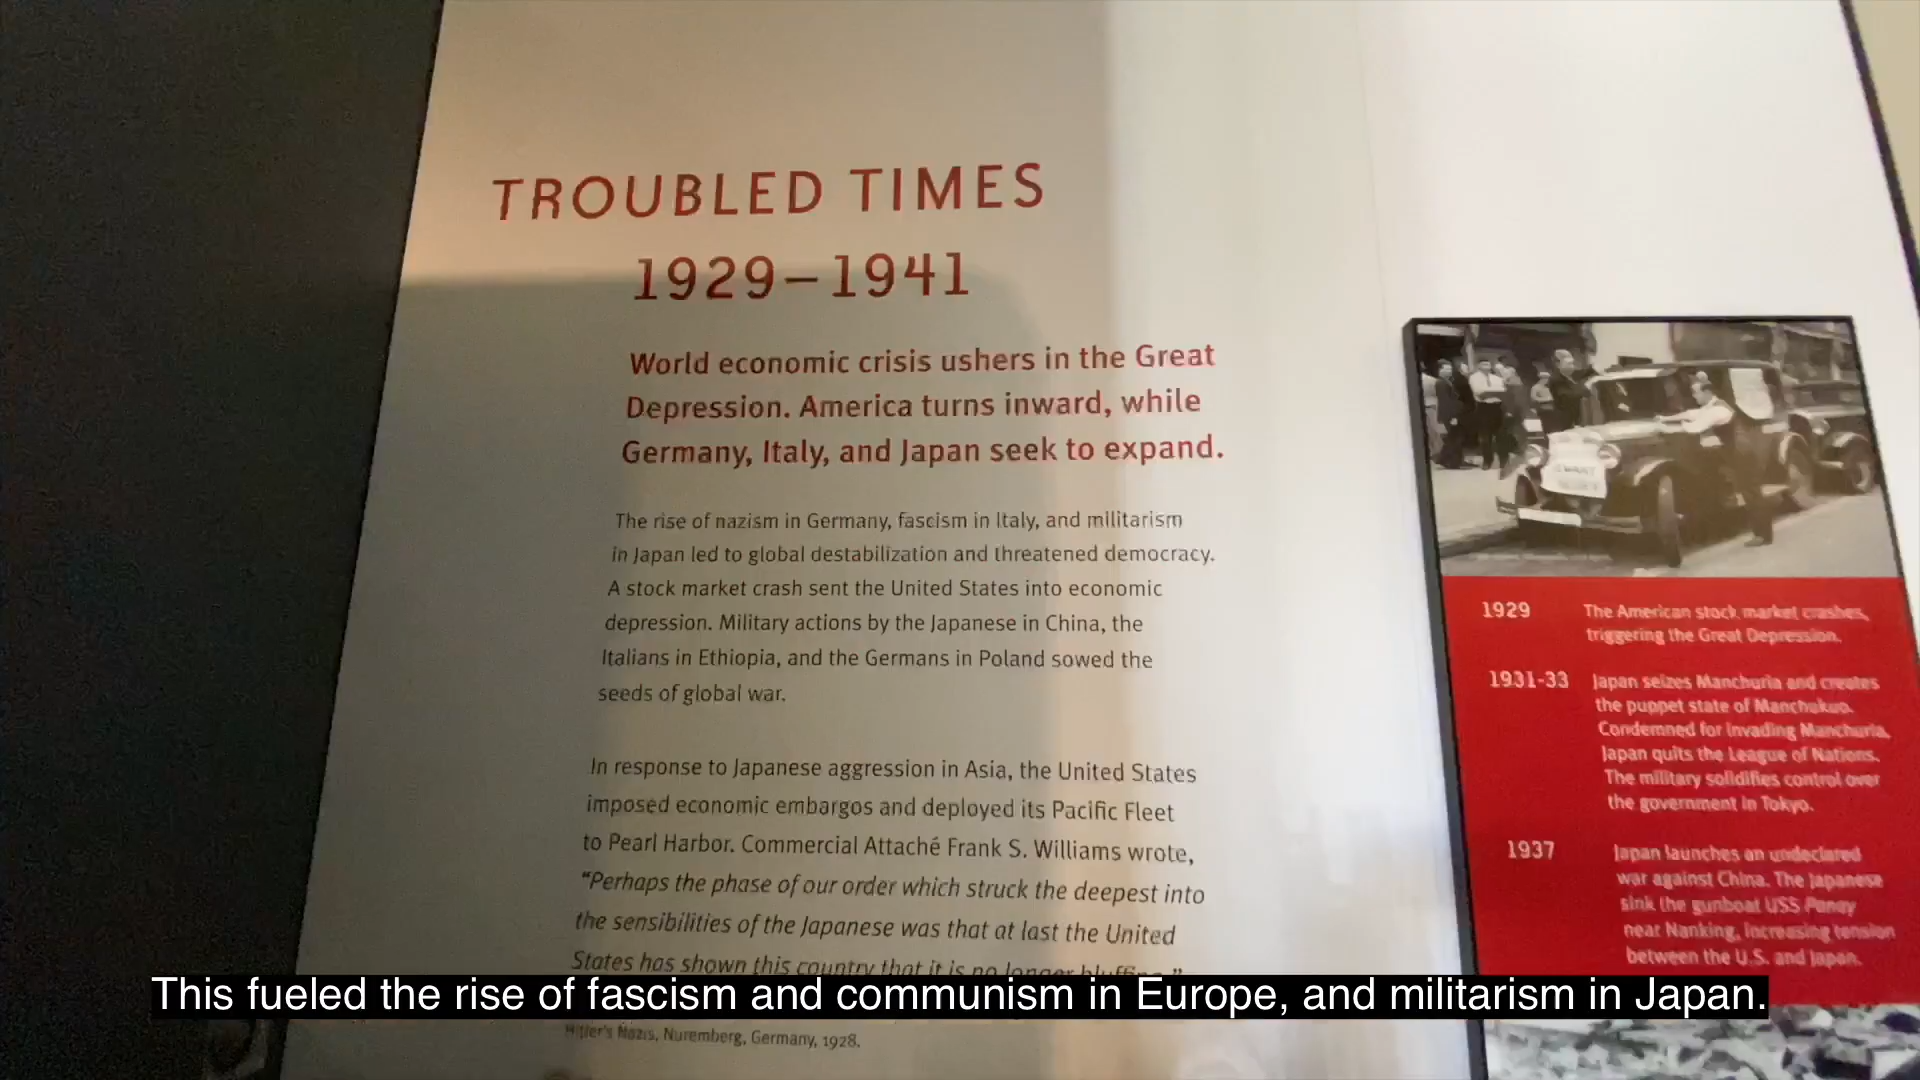 TROUBLED TIMES
1929–1941
World economic crisis ushers in the Great
Depression. America turns inward, while
Germany, Italy, and Japan seek to expand.
The rise of nazism in Germany, fascism in Italy, and militarism
in Japan led to global destabilization and threatened democracy.
A stock market crash sent the United States into economic
depression. Military actions by the Japanese in China, the
Italians in Ethiopia, and the Germans in Poland sowed the
seeds of global war.
In response to Japanese aggression in Asia, the United States
imposed economic embargos and deployed its Pacific Fleet
to Pearl Harbor. Commercial Attaché Frank S. Williams wrote,
“Perhaps the phase of our order which struck the deepest into
the sensibilities of the Japanese was that at last the United
States has shown this country that it is no longer bluffing.”
Hitler's Nazis, Nuremberg, Germany, 1928.
1929 The American stock market crashes,
triggering the Great Depression.
1931-33 Japan seizes Manchuria and creates
the puppet state of Manchukuo.
Condemned for invading Manchuria,
Japan quits the League of Nations.
The military solidifies control over
the government in Tokyo.
1937 Japan launches an undeclared
war against China. The Japanese
sink the gunboat USS Panay
near Nanking, increasing tension
between the U.S. and Japan.
This fueled the rise of fascism and communism in Europe, and militarism in Japan.